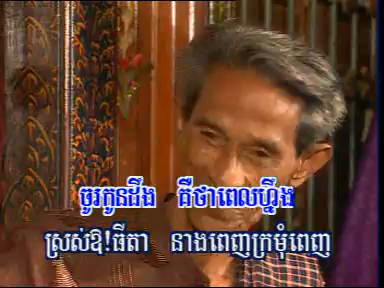 ចូរកូនដឹង គឺថាពេលហ្នឹង
ស្រស់ឱ!ធីតា នាងពេញក្រមុំពេញ